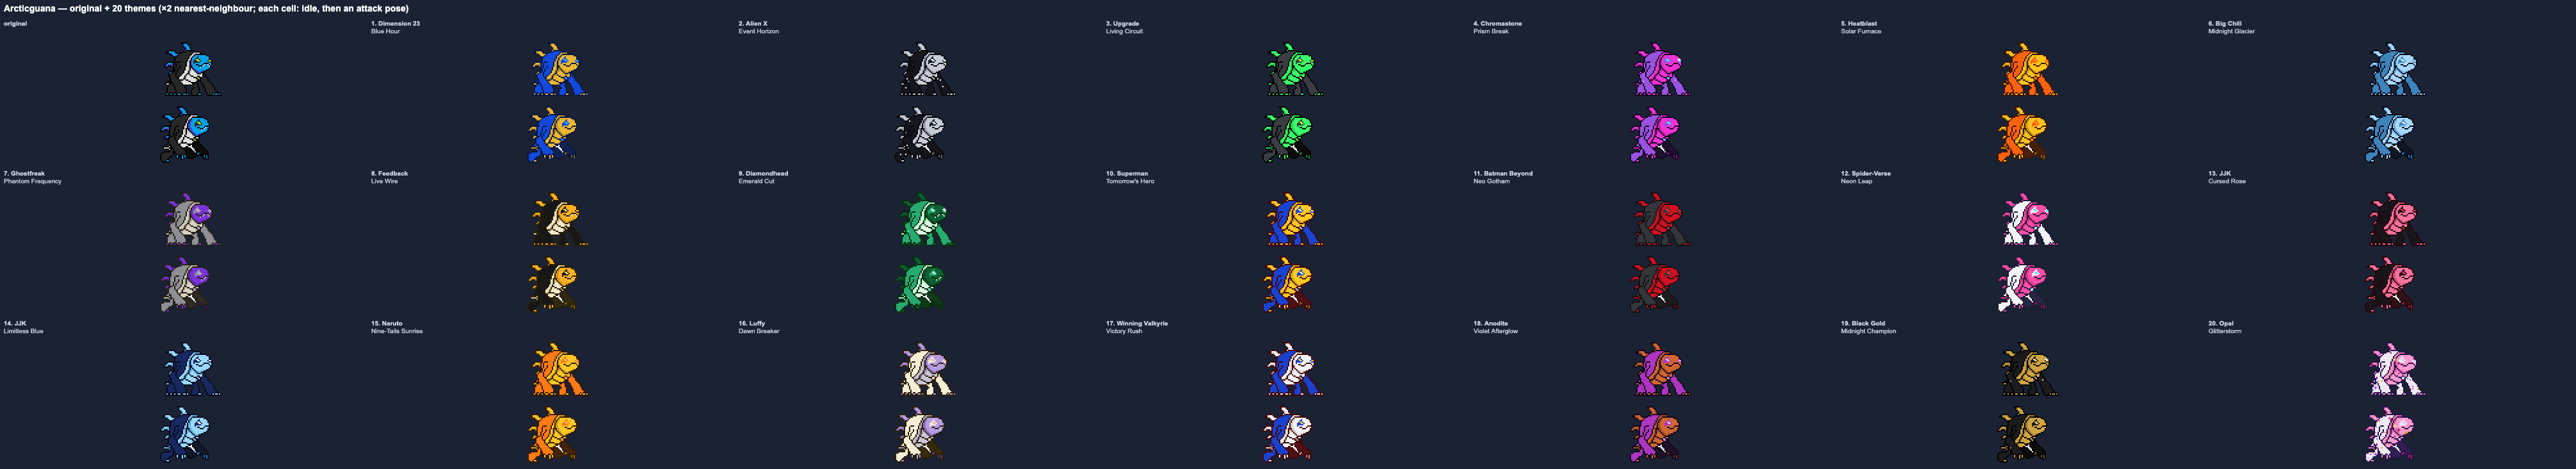 Arcticguana — original + 20 themes (×2 nearest-neighbour; each cell: idle, then an attack pose)
original
1. Dimension 23
Blue Hour
2. Alien X
Event Horizon
3. Upgrade
Living Circuit
4. Chromastone
Prism Break
5. Heatblast
Solar Furnace
6. Big Chill
Midnight Glacier
7. Ghostfreak
Phantom Frequency
8. Feedback
Live Wire
9. Diamondhead
Emerald Cut
10. Superman
Tomorrow's Hero
11. Batman Beyond
Neo Gotham
12. Spider-Verse
Neon Leap
13. JJK
Cursed Rose
14. JJK
Limitless Blue
15. Naruto
Nine-Tails Sunrise
16. Luffy
Dawn Breaker
17. Winning Valkyrie
Victory Rush
18. Anodite
Violet Afterglow
19. Black Gold
Midnight Champion
20. Opal
Glitterstorm